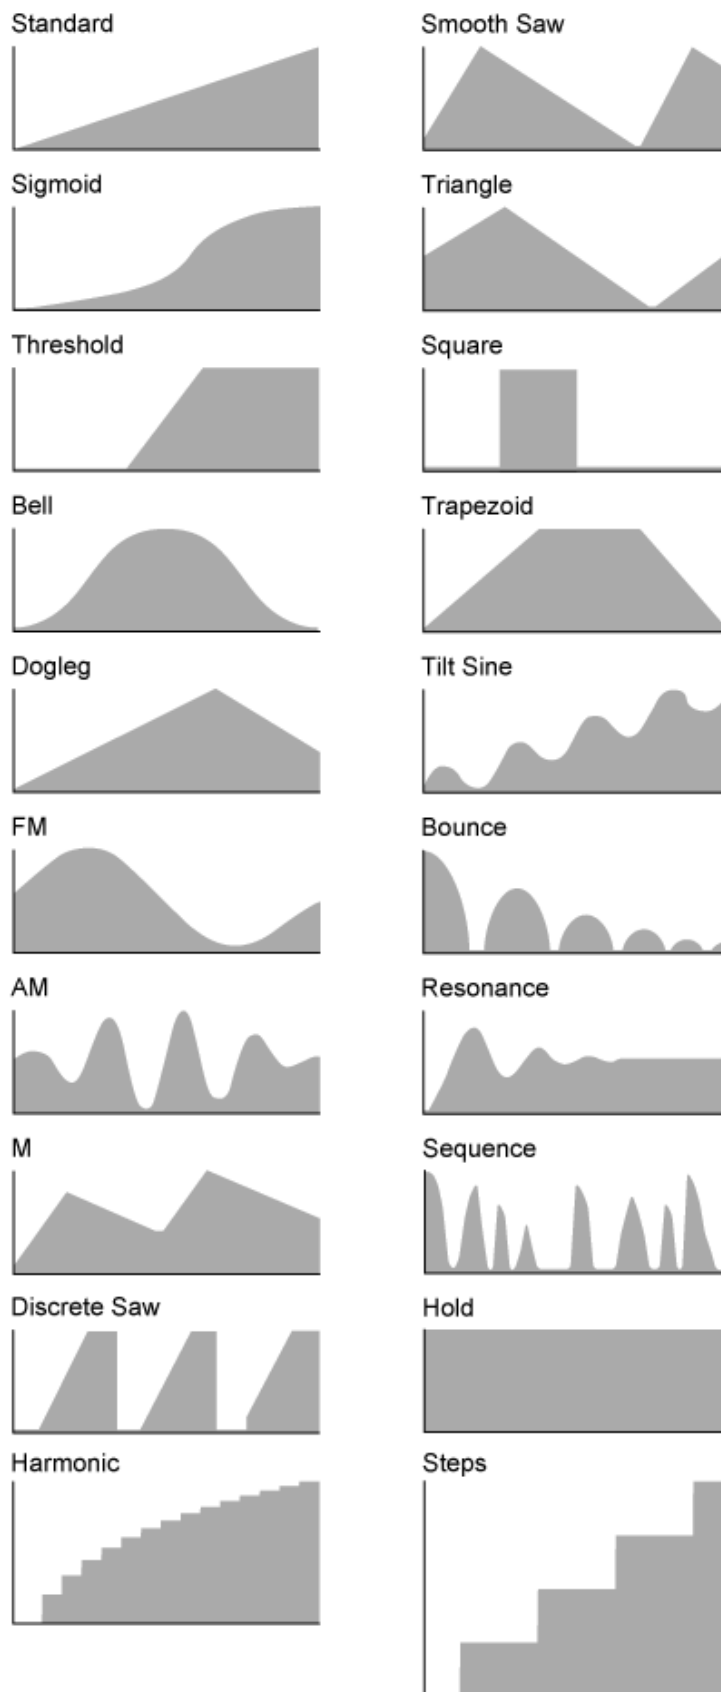 Standard
Smooth Saw
Sigmoid
Triangle
Threshold
Square
Bell
Trapezoid
Dogleg
Tilt Sine
FM
Bounce
AM
Resonance
M
Sequence
Discrete Saw
Hold
Harmonic
Steps